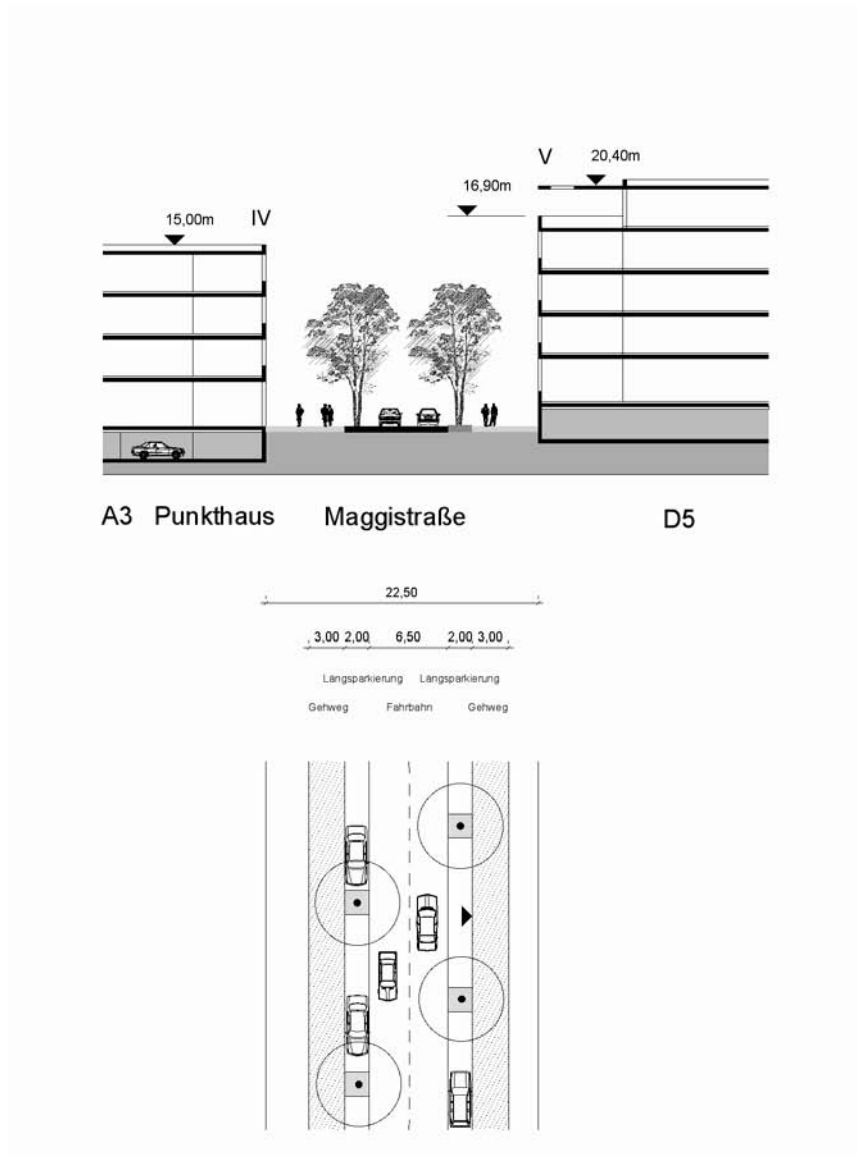 V 20,40m
16,90m
15,00m IV
A3 Punkthaus Maggistraße D5
22,50
3,00 2,00 6,50 2,00 3,00
Längsparkierung Längsparkierung
Gehweg Fahrbahn Gehweg